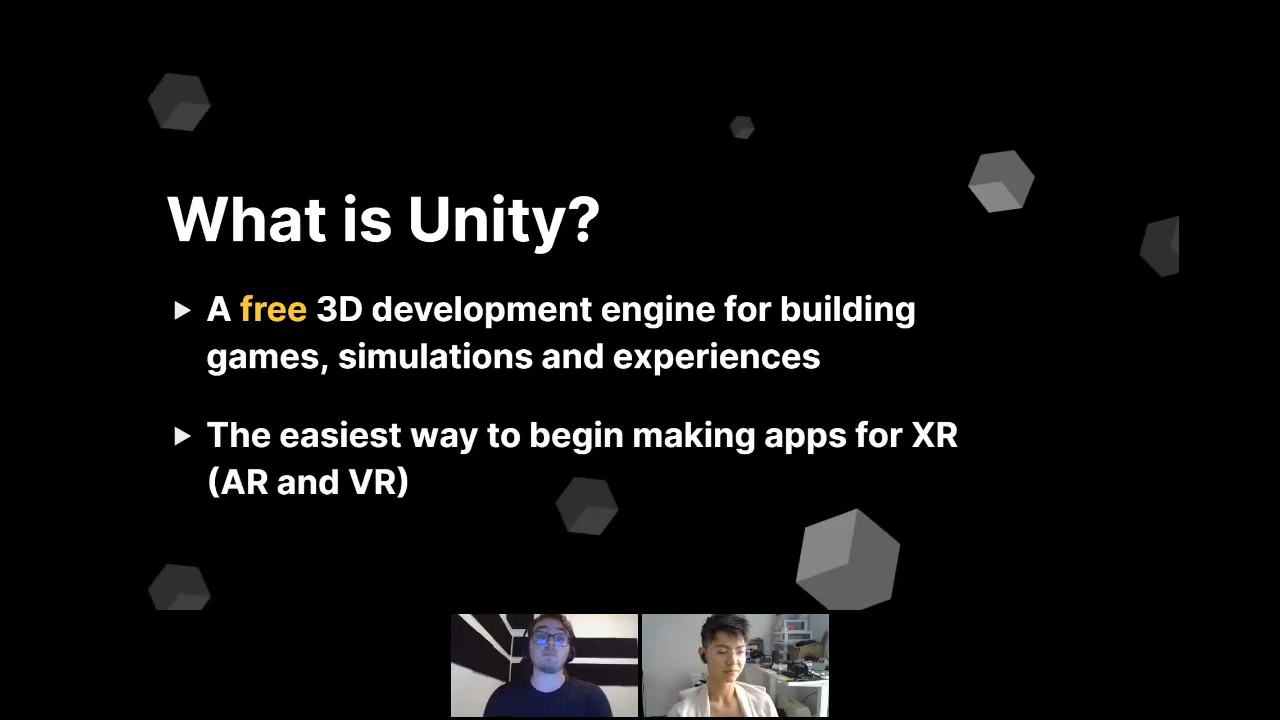 What is Unity?
A free 3D development engine for building
games, simulations and experiences
The easiest way to begin making apps for XR
(AR and VR)